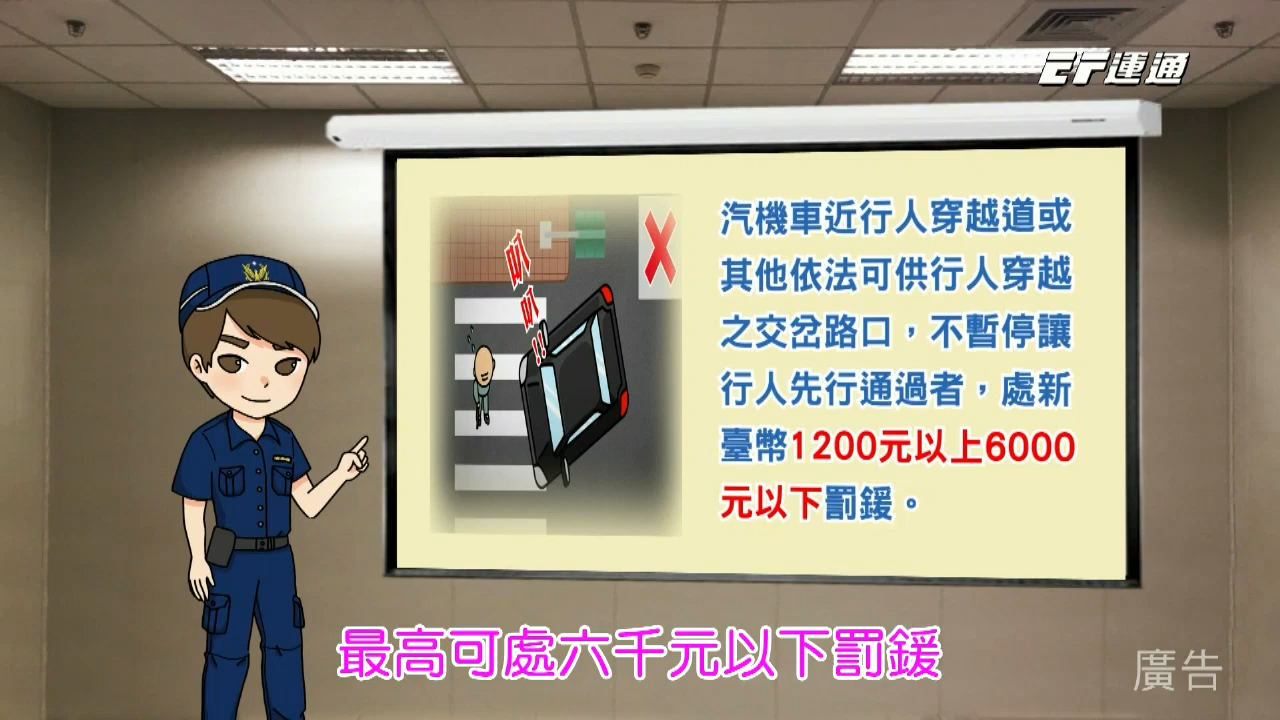 EF運通
汽機車近行人穿越道或
其他依法可供行人穿越
之交岔路口，不暫停讓
行人先行通過者，處新
臺幣1200元以上6000
元以下罰鍰。
叭
叭!!
最高可處六千元以下罰鍰
廣告